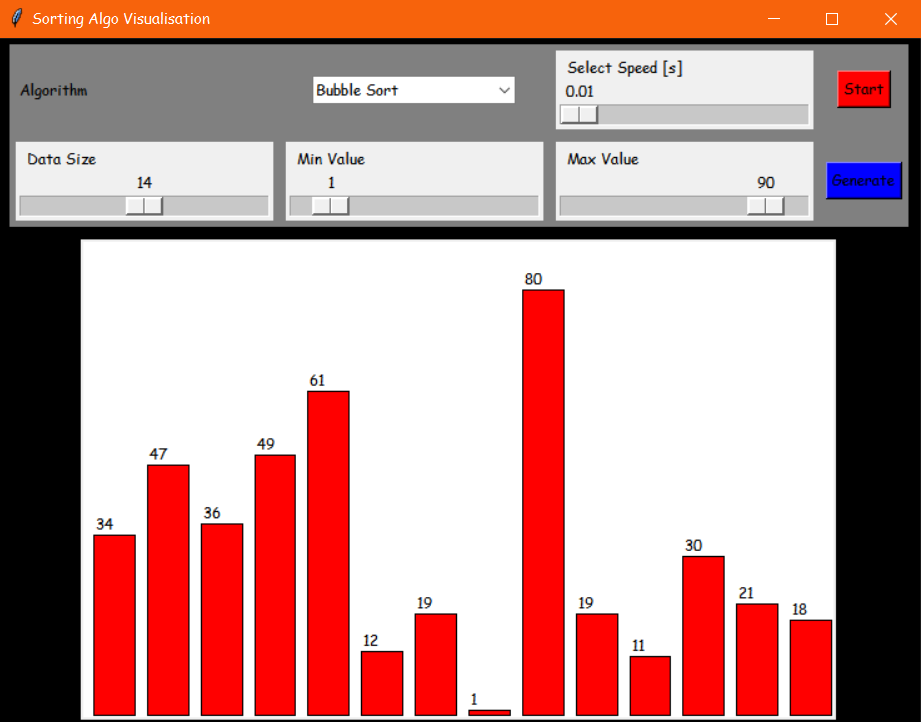 Sorting Algo Visualisation
Algorithm
Bubble Sort
Select Speed [s]
0.01
Start
Data Size
14
Min Value
1
Max Value
90
Generate
80
61
49
47
36
34
30
21
19
19
18
12
11
1